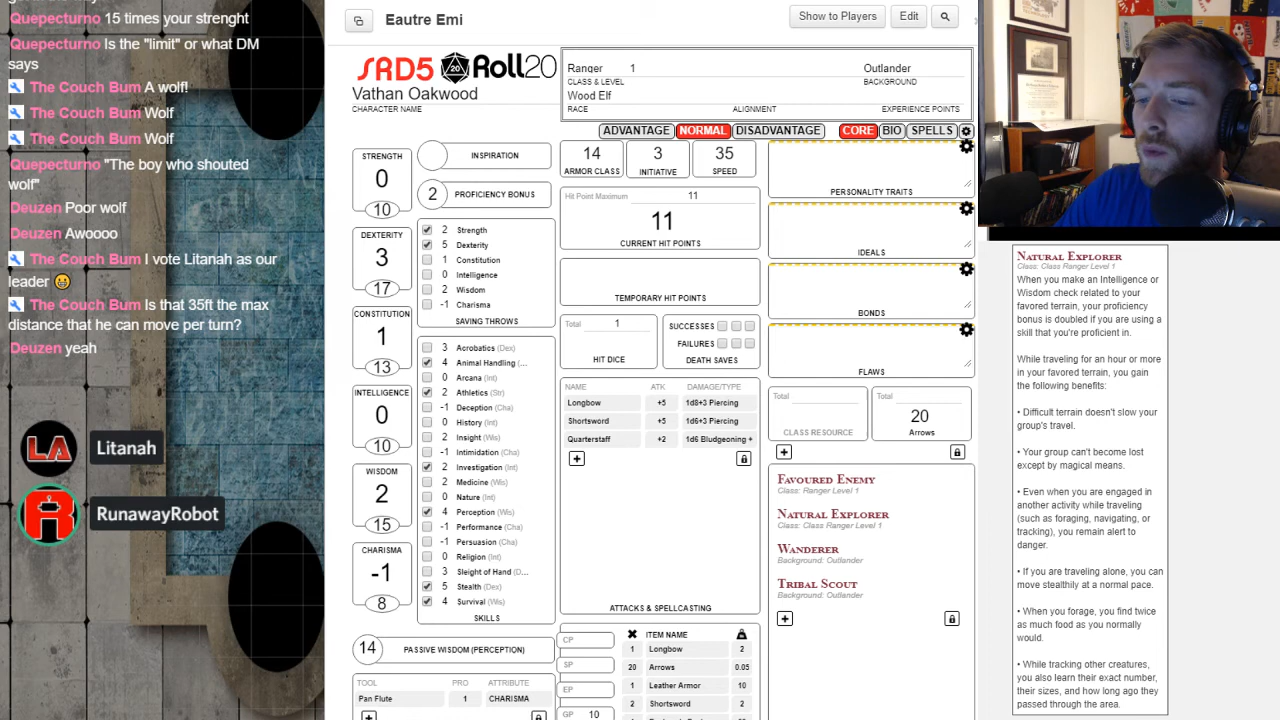 Quepecturno 15 times your strenght
Quepecturno Is the "limit" or what DM
says
The Couch Bum A wolf!
The Couch Bum Wolf
The Couch Bum Wolf
Quepecturno "The boy who shouted
wolf"
Deuzen Poor wolf
Deuzen Awoooo
The Couch Bum I vote Litanah as our
leader 😀
The Couch Bum Is that 35ft the max
distance that he can move per turn?
Deuzen yeah
LA Litanah
R RunawayRobot
Eautre Emi
Show to Players
Edit
SRD5 20 Roll20
Vathan Oakwood
CHARACTER NAME
Ranger 1 Outlander
CLASS & LEVEL BACKGROUND
Wood Elf
RACE ALIGNMENT EXPERIENCE POINTS
ADVANTAGE NORMAL DISADVANTAGE CORE BIO SPELLS
STRENGTH
0
10
DEXTERITY
3
17
CONSTITUTION
1
13
INTELLIGENCE
0
10
WISDOM
2
15
CHARISMA
-1
8
INSPIRATION
2 PROFICIENCY BONUS
2 Strength
5 Dexterity
1 Constitution
0 Intelligence
2 Wisdom
-1 Charisma
SAVING THROWS
3 Acrobatics (Dex)
4 Animal Handling (...
0 Arcana (Int)
2 Athletics (Str)
-1 Deception (Cha)
0 History (Int)
2 Insight (Wis)
-1 Intimidation (Cha)
2 Investigation (Int)
2 Medicine (Wis)
0 Nature (Int)
4 Perception (Wis)
-1 Performance (Cha)
-1 Persuasion (Cha)
0 Religion (Int)
3 Sleight of Hand (D...
5 Stealth (Dex)
4 Survival (Wis)
SKILLS
14 PASSIVE WISDOM (PERCEPTION)
TOOL PRO ATTRIBUTE
Pan Flute 1 CHARISMA
+
14 3 35
ARMOR CLASS INITIATIVE SPEED
Hit Point Maximum 11
11
CURRENT HIT POINTS
TEMPORARY HIT POINTS
Total 1
HIT DICE
SUCCESSES
FAILURES
DEATH SAVES
NAME ATK DAMAGE/TYPE
Longbow +5 1d8+3 Piercing
Shortsword +5 1d6+3 Piercing
Quarterstaff +2 1d6 Bludgeoning +
+
ATTACKS & SPELLCASTING
CP
SP
EP
GP 10
ITEM NAME
1 Longbow 2
20 Arrows 0.05
1 Leather Armor 10
2 Shortsword 2
PERSONALITY TRAITS
IDEALS
BONDS
FLAWS
Total
CLASS RESOURCE
Total
20
Arrows
+
FAVOURED ENEMY
Class: Ranger Level 1
NATURAL EXPLORER
Class: Class Ranger Level 1
WANDERER
Background: Outlander
TRIBAL SCOUT
Background: Outlander
+
NATURAL EXPLORER
Class: Class Ranger Level 1
When you make an Intelligence or
Wisdom check related to your
favored terrain, your proficiency
bonus is doubled if you are using a
skill that you're proficient in.
While traveling for an hour or more
in your favored terrain, you gain
the following benefits:
• Difficult terrain doesn't slow your
group's travel.
• Your group can't become lost
except by magical means.
• Even when you are engaged in
another activity while traveling
(such as foraging, navigating, or
tracking), you remain alert to
danger.
• If you are traveling alone, you can
move stealthily at a normal pace.
• When you forage, you find twice
as much food as you normally
would.
• While tracking other creatures,
you also learn their exact number,
their sizes, and how long ago they
passed through the area.